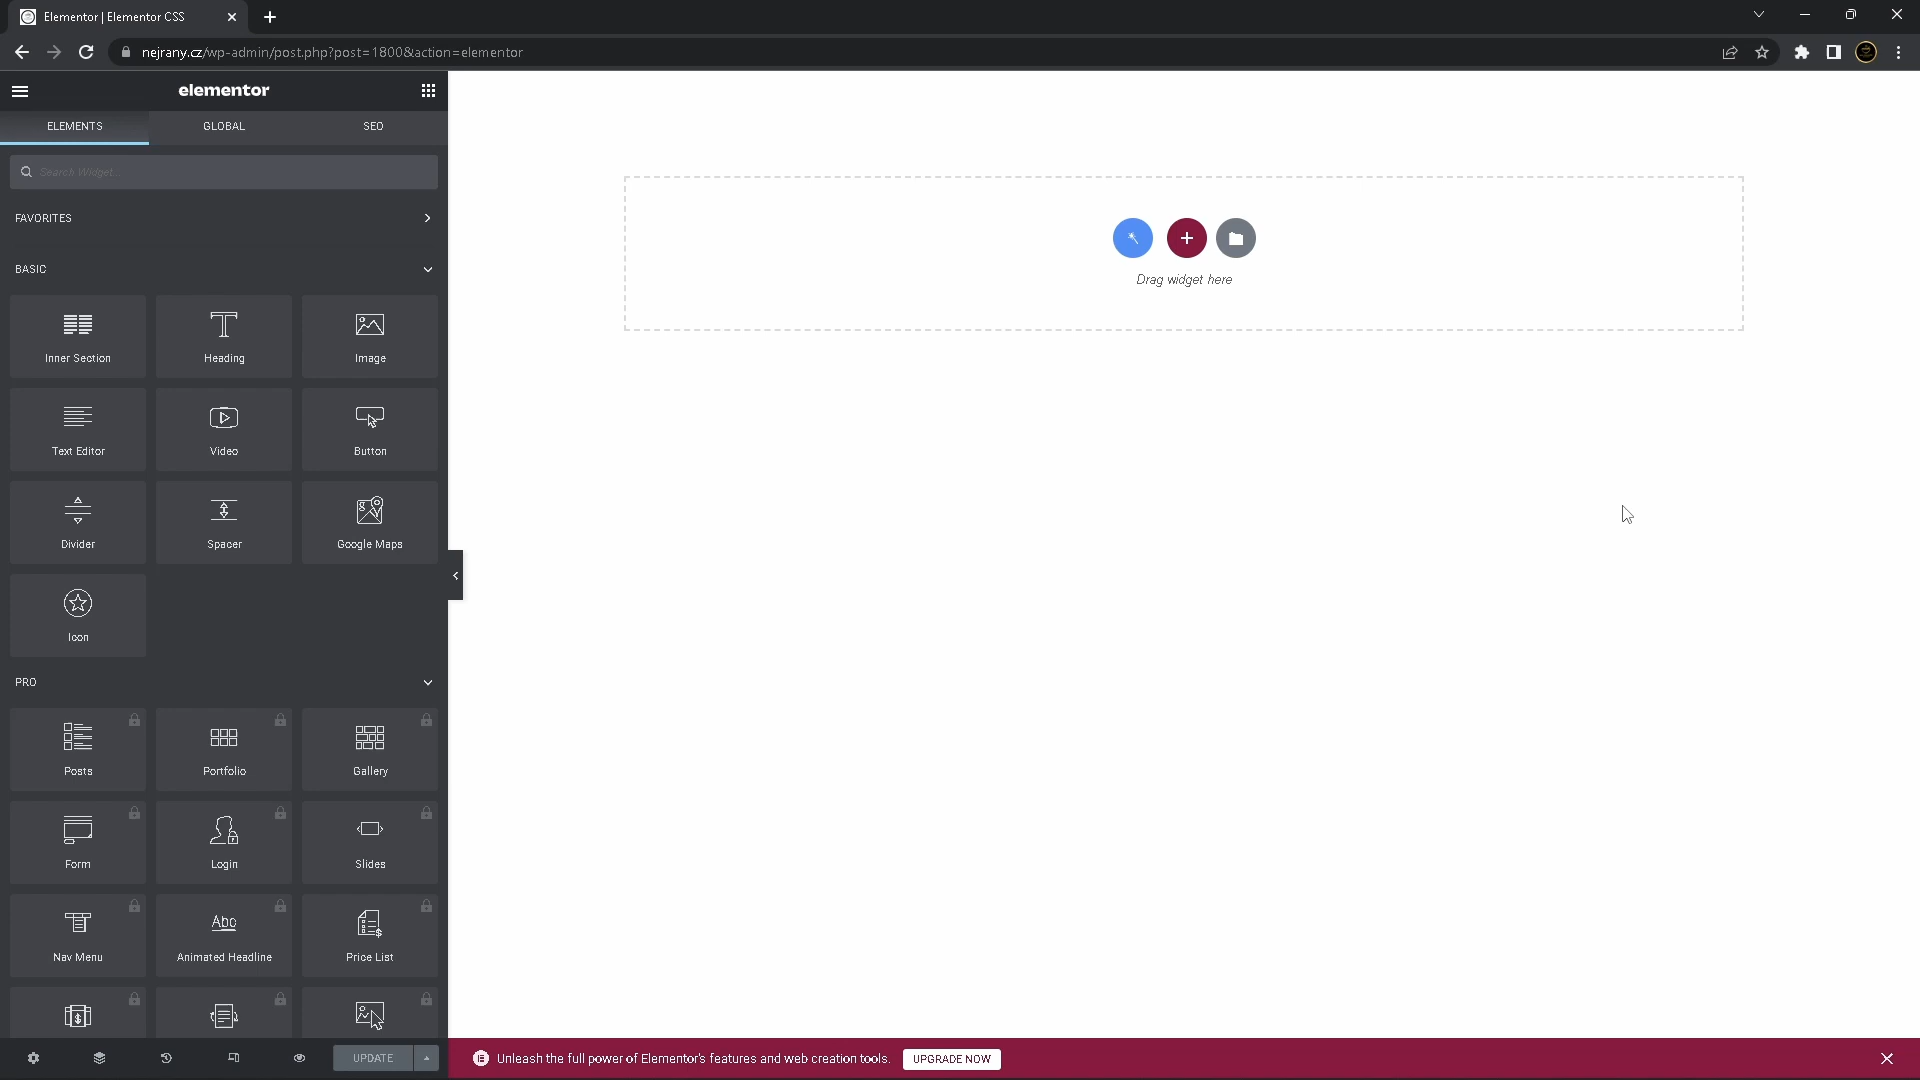 Elementor | Elementor CSS
nejrany.cz/wp-admin/post.php?post=1800&action=elementor
elementor
ELEMENTS GLOBAL SEO
Search Widget...
FAVORITES
BASIC
Inner Section Heading Image
Text Editor Video Button
Divider Spacer Google Maps
Icon
PRO
Posts Portfolio Gallery
Form Login Slides
Nav Menu Animated Headline Price List
UPDATE
Drag widget here
Unleash the full power of Elementor's features and web creation tools. UPGRADE NOW